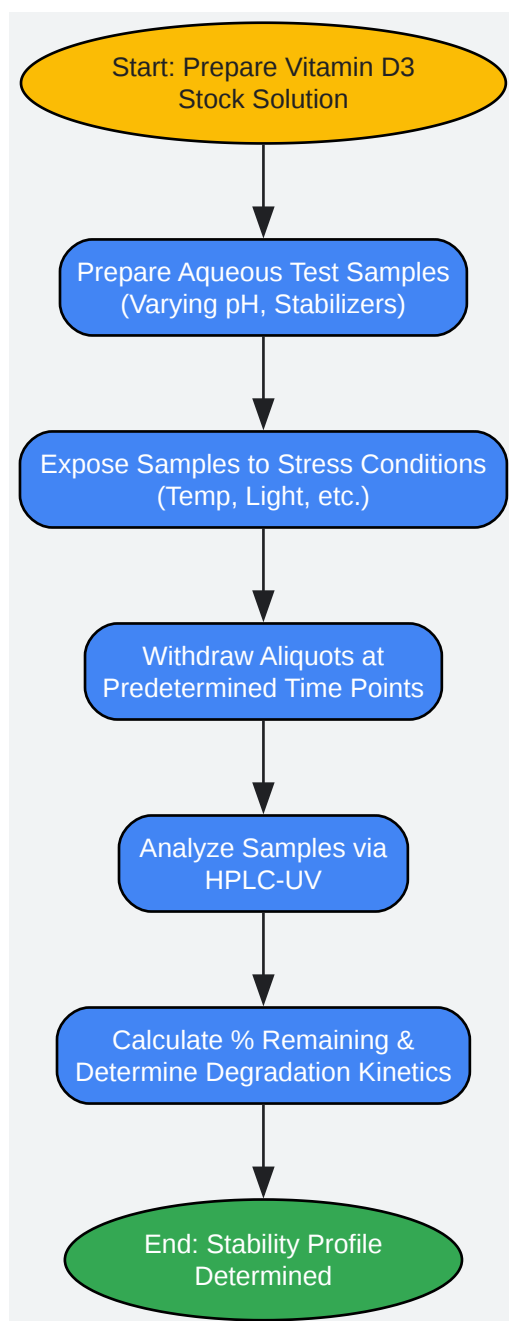 Start: Prepare Vitamin D3
Stock Solution
Prepare Aqueous Test Samples
(Varying pH, Stabilizers)
Expose Samples to Stress Conditions
(Temp, Light, etc.)
Withdraw Aliquots at
Predetermined Time Points
Analyze Samples via
HPLC-UV
Calculate % Remaining &
Determine Degradation Kinetics
End: Stability Profile
Determined